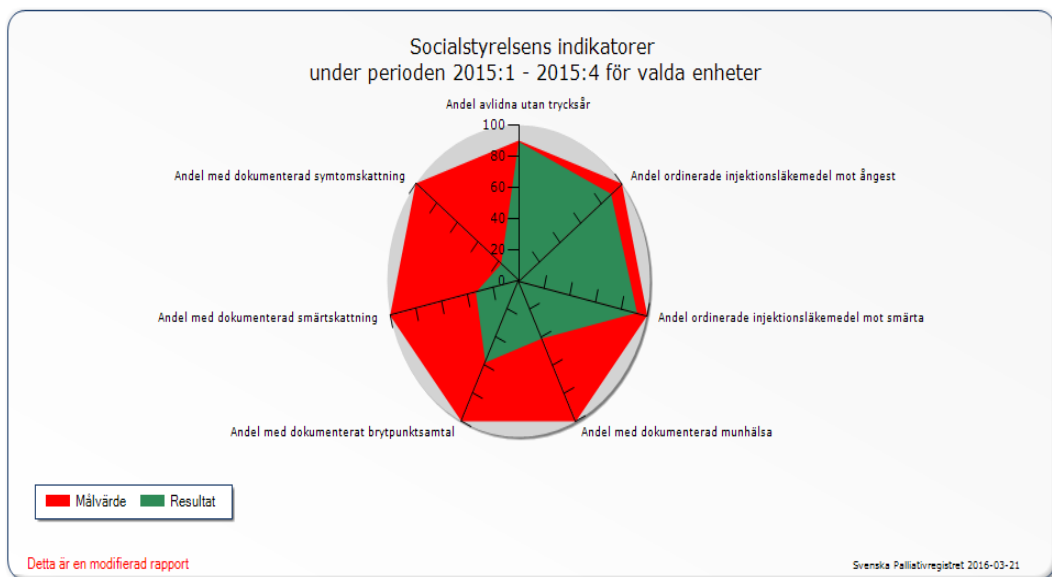 Socialstyrelsens indikatorer
under perioden 2015:1 - 2015:4 för valda enheter
Andel avlidna utan trycksår
100
80
60
40
20
0
Andel med dokumenterad symtomskattning
Andel ordinerade injektionsläkemedel mot ångest
Andel med dokumenterad smärtskattning
Andel ordinerade injektionsläkemedel mot smärta
Andel med dokumenterat brytpunktsamtal
Andel med dokumenterad munhälsa
Målvärde
Resultat
Detta är en modifierad rapport
Svenska Palliativregistret 2016-03-21